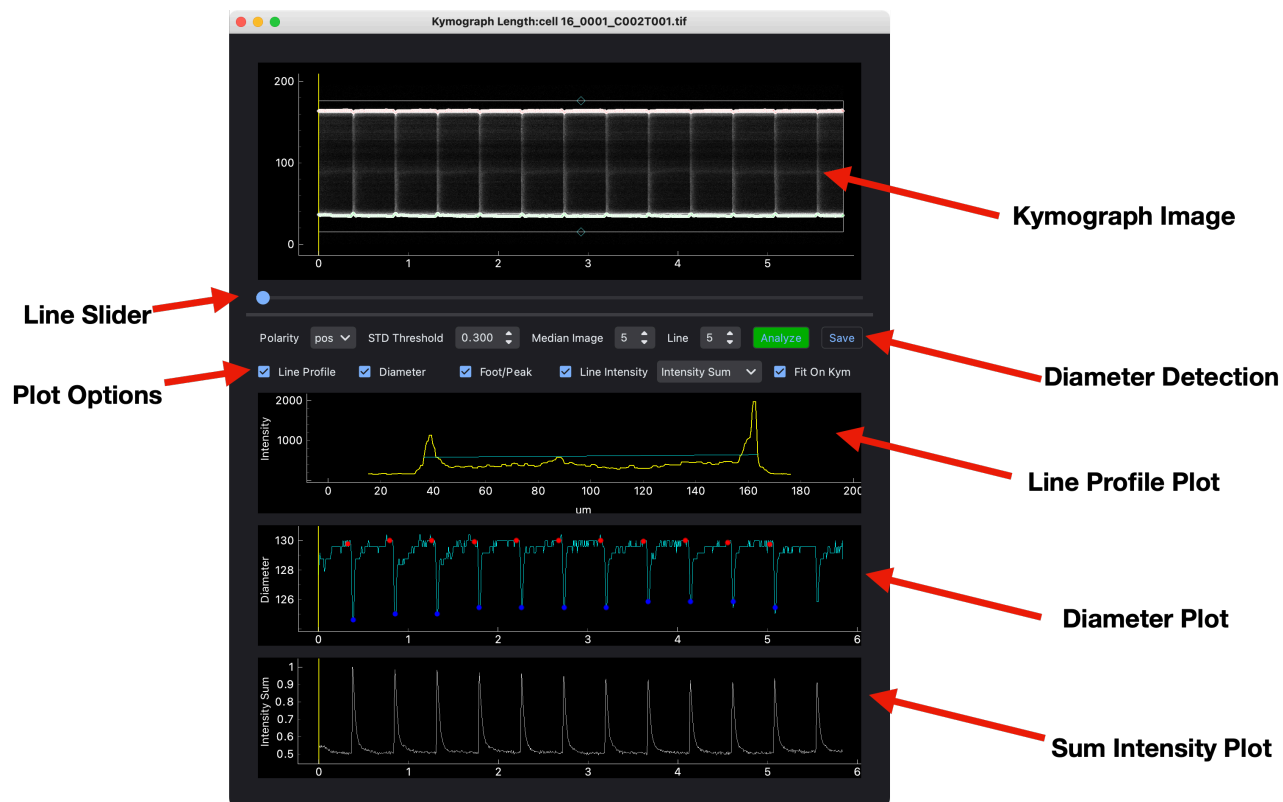 Kymograph Length:cell 16_0001_C002T001.tif
200
100
0
0 1 2 3 4 5
Kymograph Image
Line Slider
Polarity pos STD Threshold 0.300 Median Image 5 Line 5 Analyze Save
Diameter Detection
Plot Options
Line Profile Diameter Foot/Peak Line Intensity Intensity Sum Fit On Kym
Intensity
2000
1000
0 20 40 60 80 100 120 140 160 180 200
um
Line Profile Plot
Diameter
130
128
126
0 1 2 3 4 5 6
Diameter Plot
Intensity Sum
1
0.9
0.8
0.7
0.6
0.5
0 1 2 3 4 5 6
Sum Intensity Plot